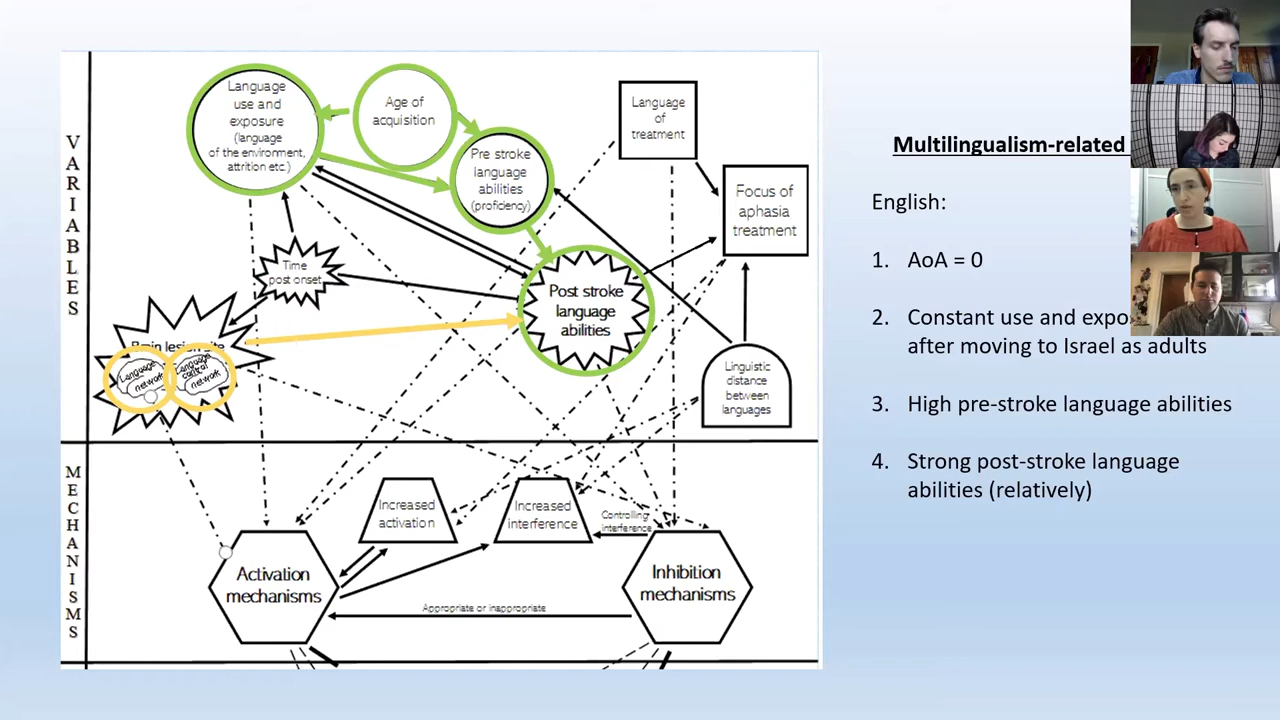 VARIABLES
Language
use and
exposure
(language
of the environment,
attrition etc.)
Age of
acquisition
Pre stroke
language
abilities
(proficiency)
Language
of
treatment
Focus of
aphasia
treatment
Time
post onset
Post stroke
language
abilities
lesion site
Language
network
Language
control
network
Linguistic
distance
between
languages
MECHANISMS
Increased
activation
Increased
interference
Controlling
interference
Activation
mechanisms
Inhibition
mechanisms
Appropriate or inappropriate
Multilingualism-related
English:
1. AoA = 0
2. Constant use and
after moving to Israel as adults
3. High pre-stroke language abilities
4. Strong post-stroke language
abilities (relatively)